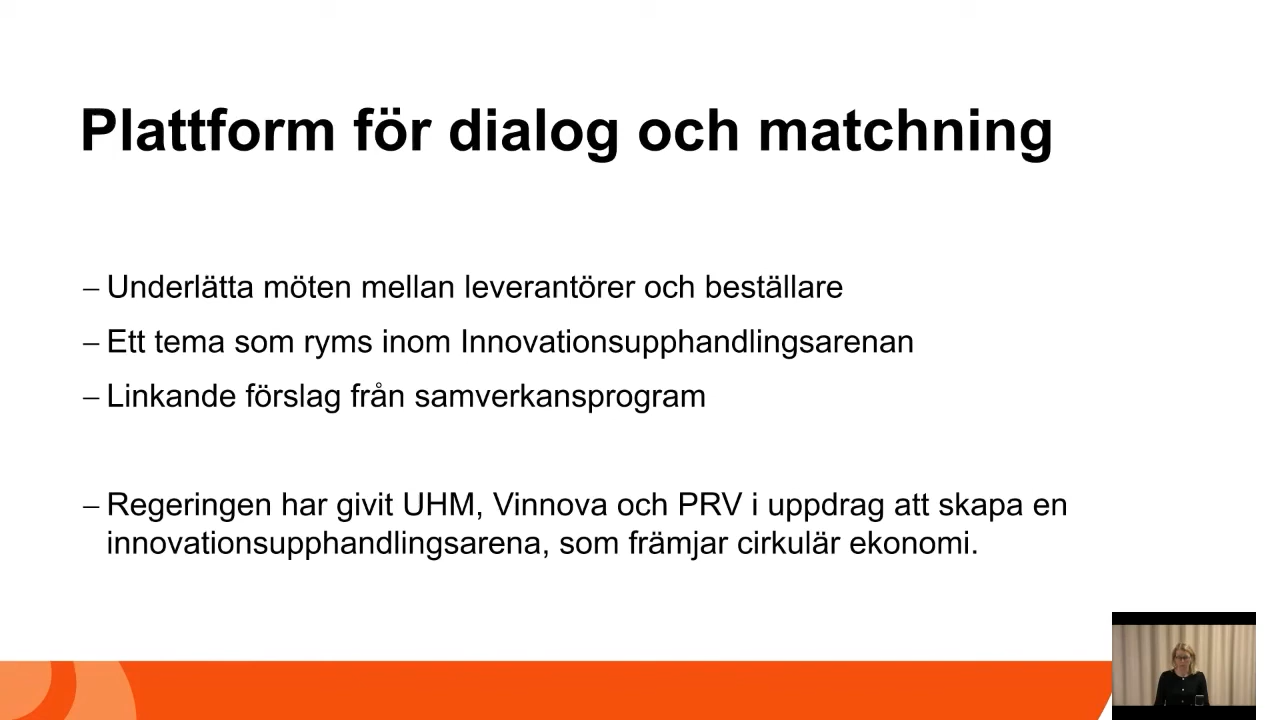 Plattform för dialog och matchning
– Underlätta möten mellan leverantörer och beställare
– Ett tema som ryms inom Innovationsupphandlingsarenan
– Linkande förslag från samverkansprogram
– Regeringen har givit UHM, Vinnova och PRV i uppdrag att skapa en
innovationsupphandlingsarena, som främjar cirkulär ekonomi.